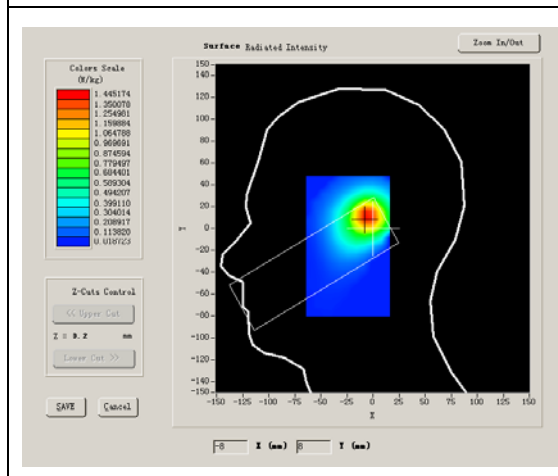 Surface Radiated Intensity
Zoom In/Out
Colors Scale
(W/kg)
1.445174
1.350078
1.254981
1.159884
1.064788
0.969691
0.874594
0.779497
0.684401
0.589304
0.494207
0.399110
0.304014
0.208917
0.113820
0.018723
150
140
120
100
80
60
40
20
0
-20
-40
-60
-80
-100
-120
-140
-150
Y
-150 -125 -100 -75 -50 -25 0 25 50 75 100 125 150
X
Z-Cuts Control
<< Upper Cut
Z = 0.2 mm
Lower Cut >>
SAVE Cancel
-8 X (mm) 8 Y (mm)